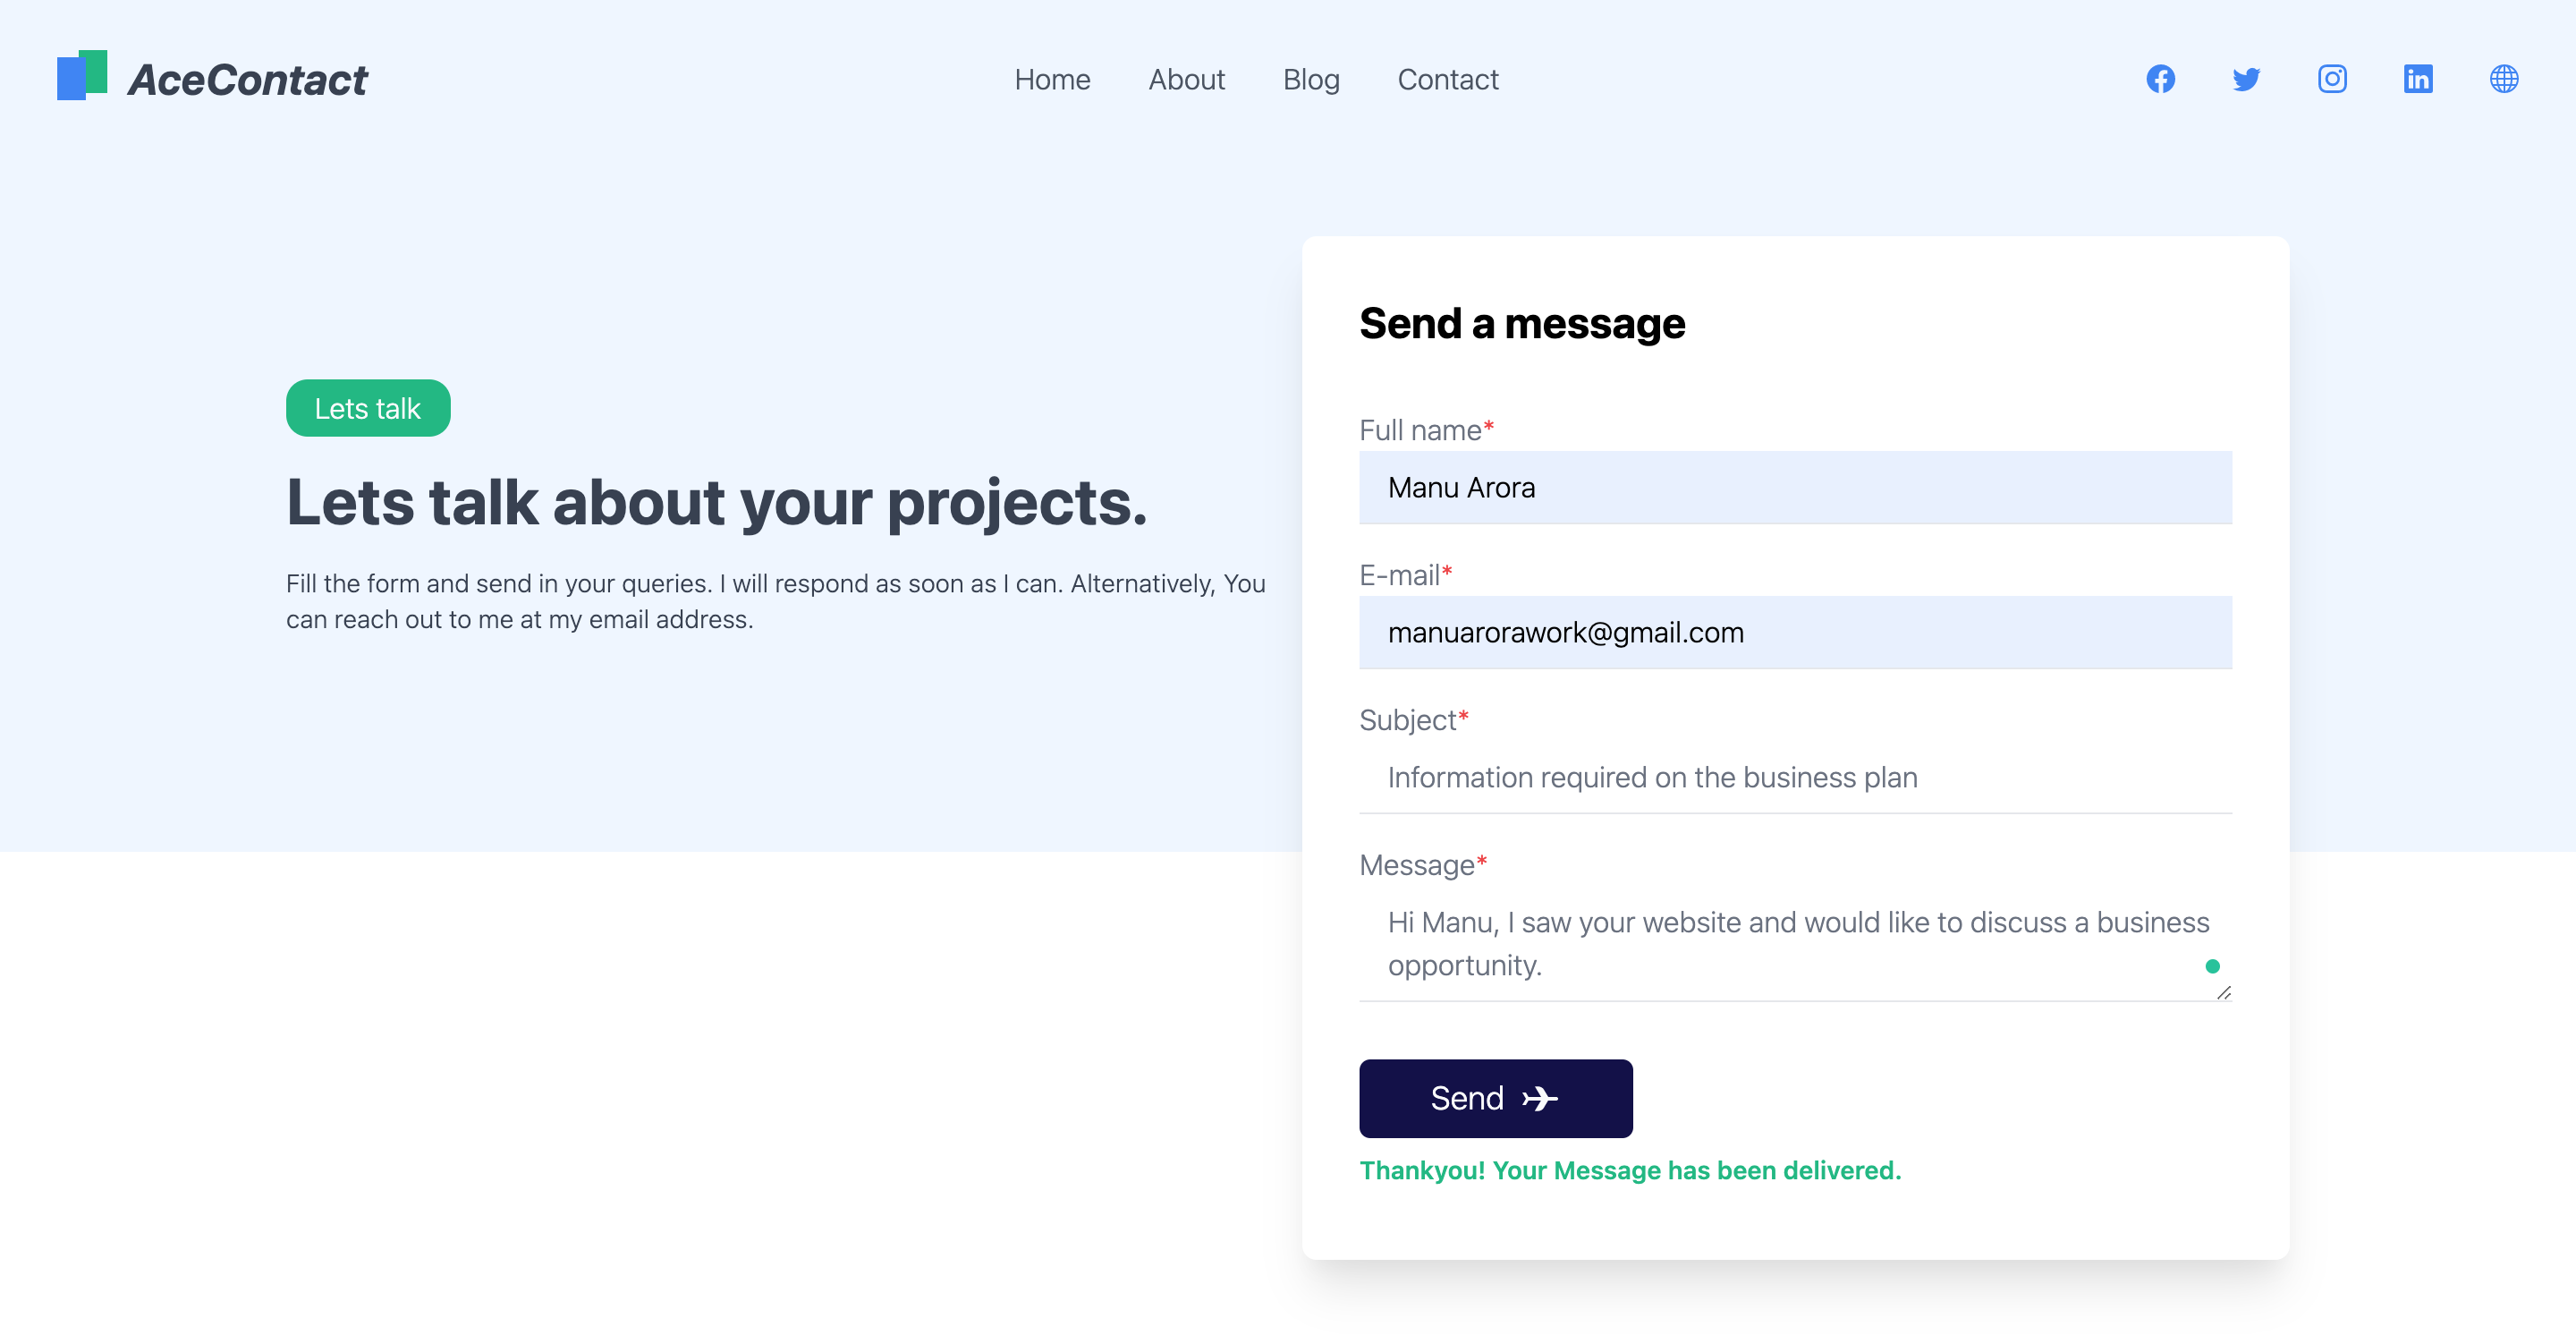 AceContact
Home
About
Blog
Contact
Lets talk
Lets talk about your projects.
Fill the form and send in your queries. I will respond as soon as I can. Alternatively, You
can reach out to me at my email address.
Send a message
Full name*
Manu Arora
E-mail*
manuarorawork@gmail.com
Subject*
Information required on the business plan
Message*
Hi Manu, I saw your website and would like to discuss a business
opportunity.
Send
Thankyou! Your Message has been delivered.